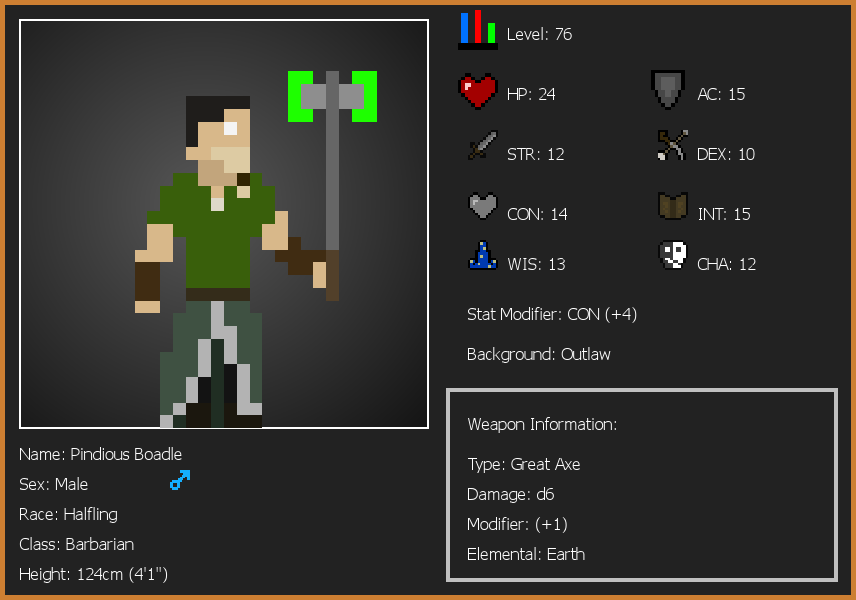 Level: 76
HP: 24
AC: 15
STR: 12
DEX: 10
CON: 14
INT: 15
WIS: 13
CHA: 12
Stat Modifier: CON (+4)
Background: Outlaw
Weapon Information:
Type: Great Axe
Damage: d6
Modifier: (+1)
Elemental: Earth
Name: Pindious Boadle
Sex: Male
Race: Halfling
Class: Barbarian
Height: 124cm (4'1")